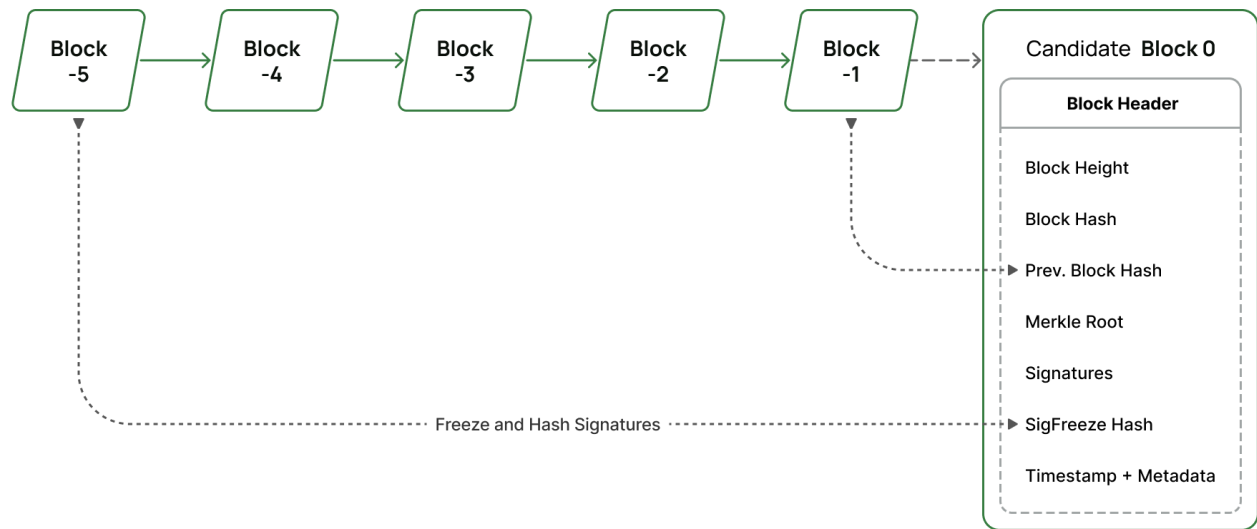 Block
-5
Block
-4
Block
-3
Block
-2
Block
-1
Candidate Block 0
Block Header
Block Height
Block Hash
Prev. Block Hash
Merkle Root
Signatures
Freeze and Hash Signatures
SigFreeze Hash
Timestamp + Metadata